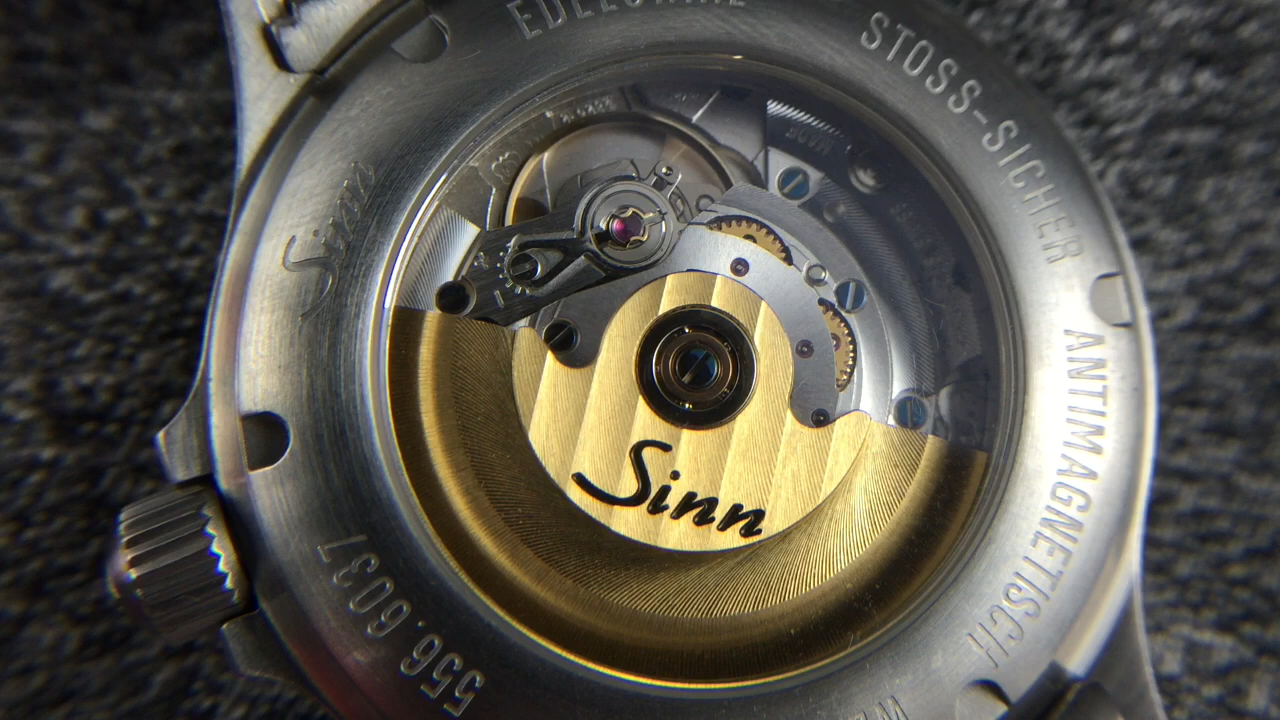 Sinn
EDELSTAHL
STOSS-SICHER
ANTIMAGNETISCH
556.6037
Sinn